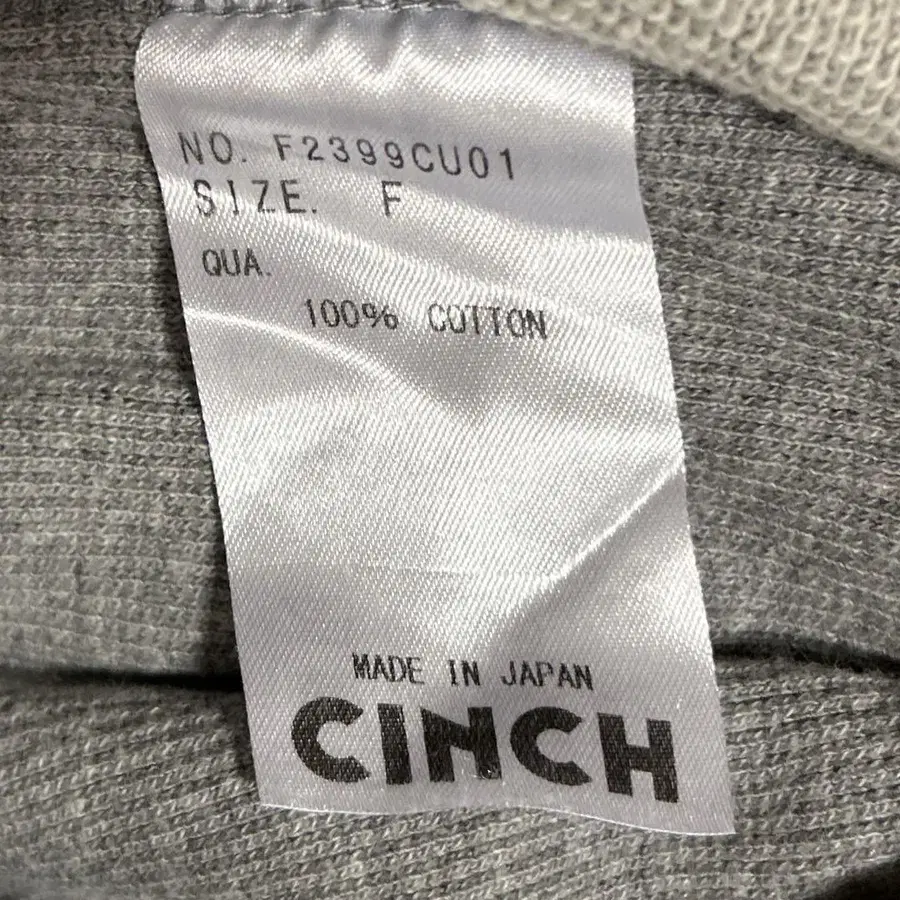 NO. F2399CU01
SIZE. F
QUA.
100% COTTON
MADE IN JAPAN
CINCH